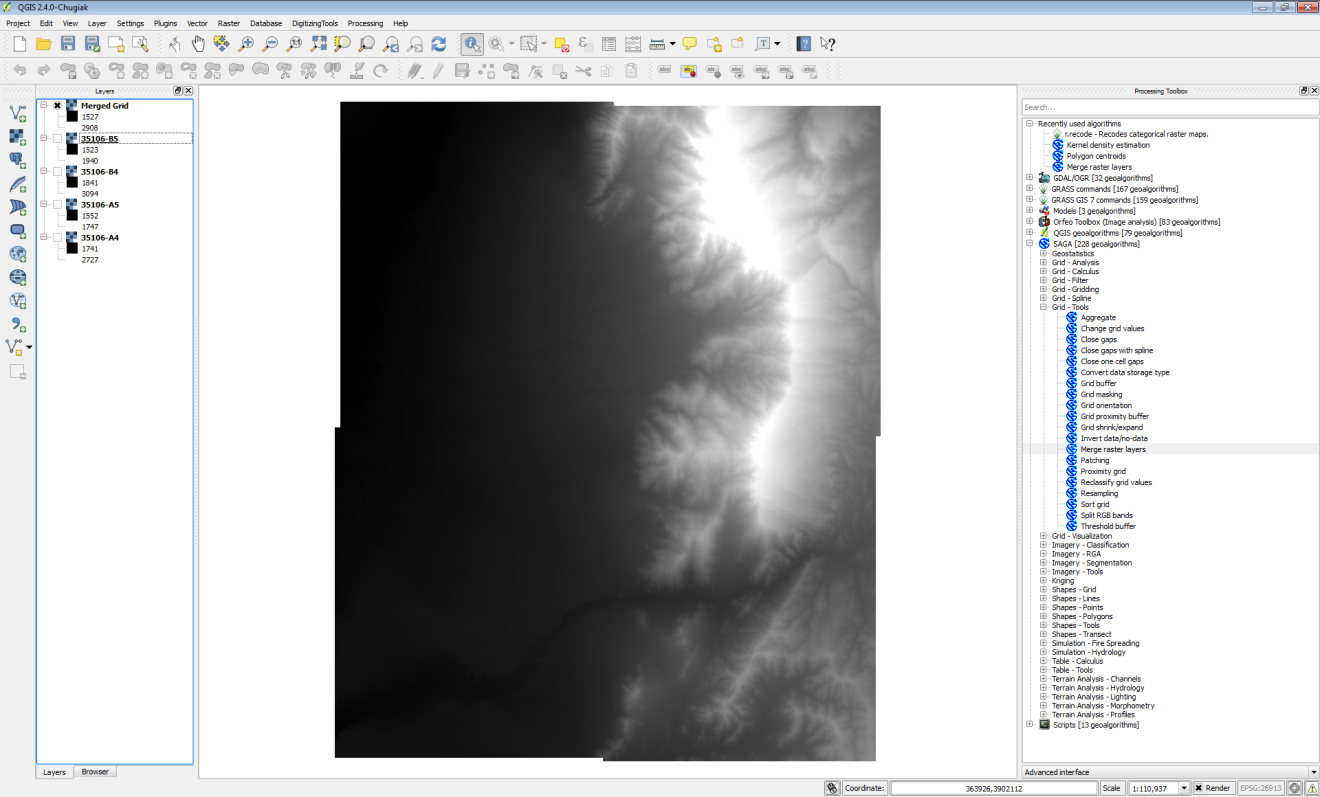 QGIS 2.4.0-Chugiak
Project Edit View Layer Settings Plugins Vector Raster Database DigitizingTools Processing Help
Layers
Merged Grid
1527
2908
35106-B5
1523
1940
35106-B4
1841
3094
35106-A5
1552
1747
35106-A4
1741
2727
Layers Browser
Processing Toolbox
Search...
Recently used algorithms
r.recode - Recodes categorical raster maps.
Kernel density estimation
Polygon centroids
Merge raster layers
GDAL/OGR [32 geoalgorithms]
GRASS commands [167 geoalgorithms]
GRASS GIS 7 commands [159 geoalgorithms]
Models [3 geoalgorithms]
Orfeo Toolbox (Image analysis) [83 geoalgorithms]
QGIS geoalgorithms [79 geoalgorithms]
SAGA [228 geoalgorithms]
Geostatistics
Grid - Analysis
Grid - Calculus
Grid - Filter
Grid - Gridding
Grid - Spline
Grid - Tools
Aggregate
Change grid values
Close gaps
Close gaps with spline
Close one cell gaps
Convert data storage type
Grid buffer
Grid masking
Grid orientation
Grid proximity buffer
Grid shrink/expand
Invert data/no-data
Merge raster layers
Patching
Proximity grid
Reclassify grid values
Resampling
Sort grid
Split RGB bands
Threshold buffer
Grid - Visualization
Imagery - Classification
Imagery - RGA
Imagery - Segmentation
Imagery - Tools
Kriging
Shapes - Grid
Shapes - Lines
Shapes - Points
Shapes - Polygons
Shapes - Tools
Shapes - Transect
Simulation - Fire Spreading
Simulation - Hydrology
Table - Calculus
Table - Tools
Terrain Analysis - Channels
Terrain Analysis - Hydrology
Terrain Analysis - Lighting
Terrain Analysis - Morphometry
Terrain Analysis - Profiles
Scripts [13 geoalgorithms]
Advanced interface
Coordinate: 363926,3902112 Scale 1:110,937 Render EPSG:26913